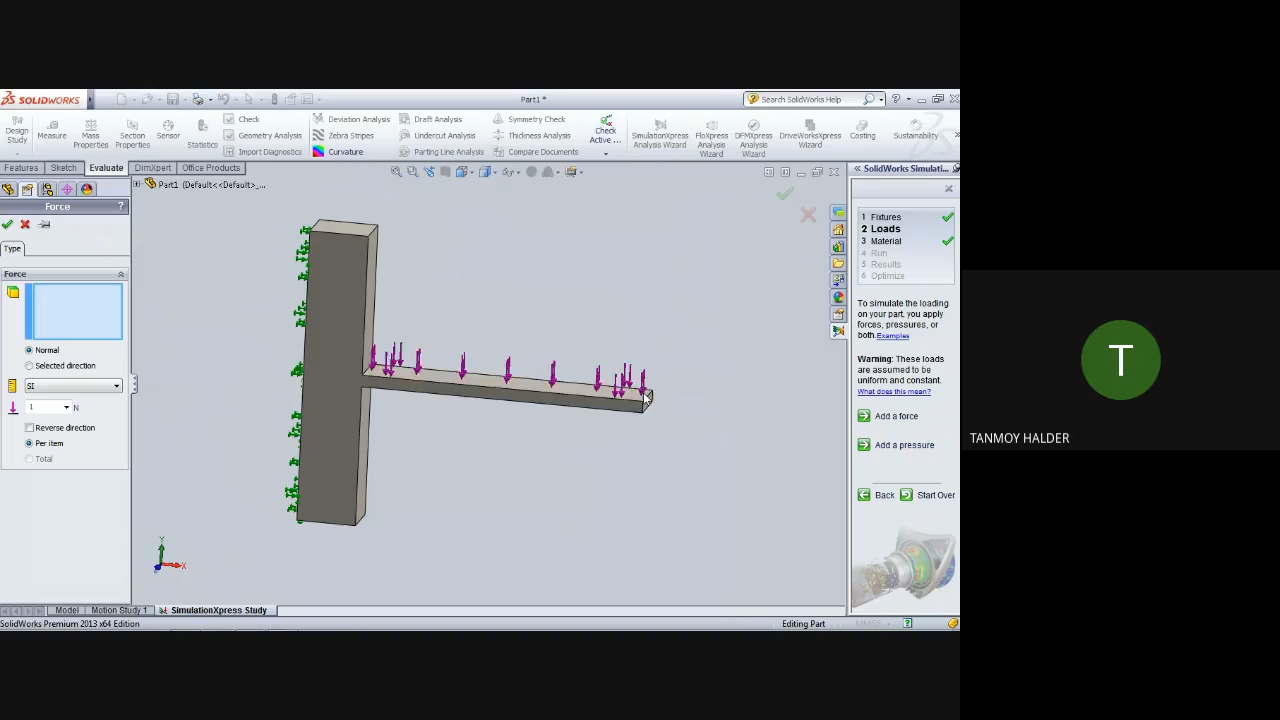 SOLIDWORKS
Part1 *
Search SolidWorks Help
Design Study
Measure
Mass Properties
Section Properties
Sensor
Statistics
Check
Geometry Analysis
Import Diagnostics
Deviation Analysis
Zebra Stripes
Curvature
Draft Analysis
Undercut Analysis
Parting Line Analysis
Symmetry Check
Thickness Analysis
Compare Documents
Check Active ...
SimulationXpress Analysis Wizard
FloXpress Analysis Wizard
DFMXpress Analysis Wizard
DriveWorksXpress Wizard
Costing
Sustainability
Features
Sketch
Evaluate
DimXpert
Office Products
SolidWorks Simulati...
Part1 (Default<<Default>_...
Force
?
Type
Force
Normal
Selected direction
SI
1
N
Reverse direction
Per item
Total
1 Fixtures
2 Loads
3 Material
4 Run
5 Results
6 Optimize
To simulate the loading
on your part, you apply
forces, pressures, or
both. Examples
Warning: These loads
are assumed to be
uniform and constant.
What does this mean?
Add a force
Add a pressure
Back
Start Over
Y
X
Model
Motion Study 1
SimulationXpress Study
SolidWorks Premium 2013 x64 Edition
Editing Part
MMGS
T
TANMOY HALDER